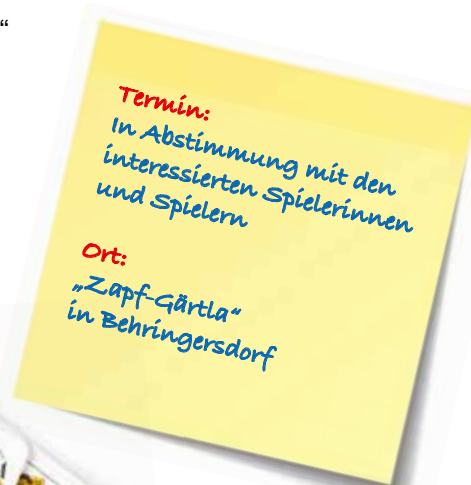 “
Termin:
In Abstimmung mit den
interessierten Spielerinnen
und Spielern
Ort:
„Zapf-Gärtla“
in Behringersdorf